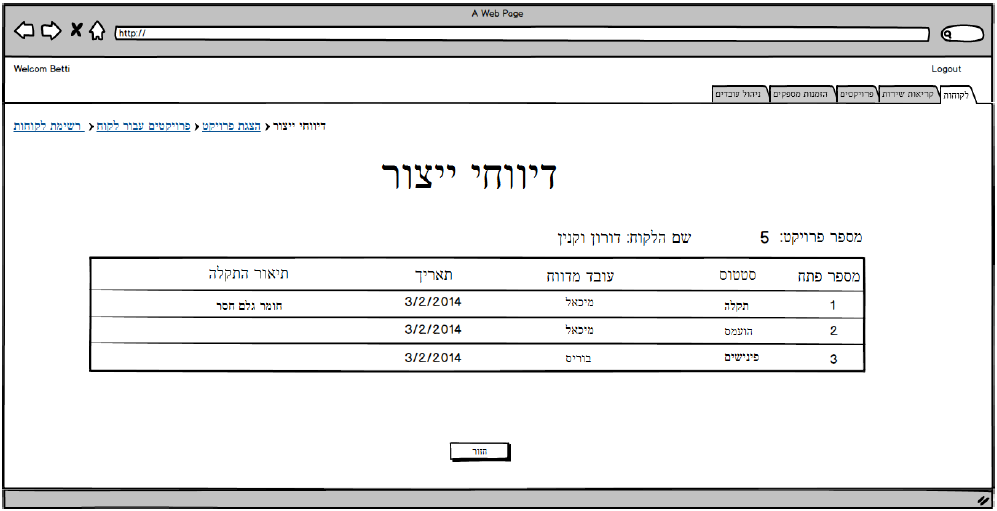 A Web Page
http://
Welcom Betti
Logout
לקוחות
קריאות שירות
פרוייקטים
הזמנות מספקים
ניהול עובדים
רשימת לקוחות > פרוייקטים עבור לקוח > הצגת פרוייקט > דיווחי ייצור
דיווחי ייצור
מספר פרויקט: 5 שם הלקוח: דורון וקנין
מספר פתח סטטוס עובד מדווח תאריך תיאור התקלה
1 תקלה מיכאל 3/2/2014 חומר גלם חסר
2 הועמס מיכאל 3/2/2014
3 פינישים בוריס 3/2/2014
חזור